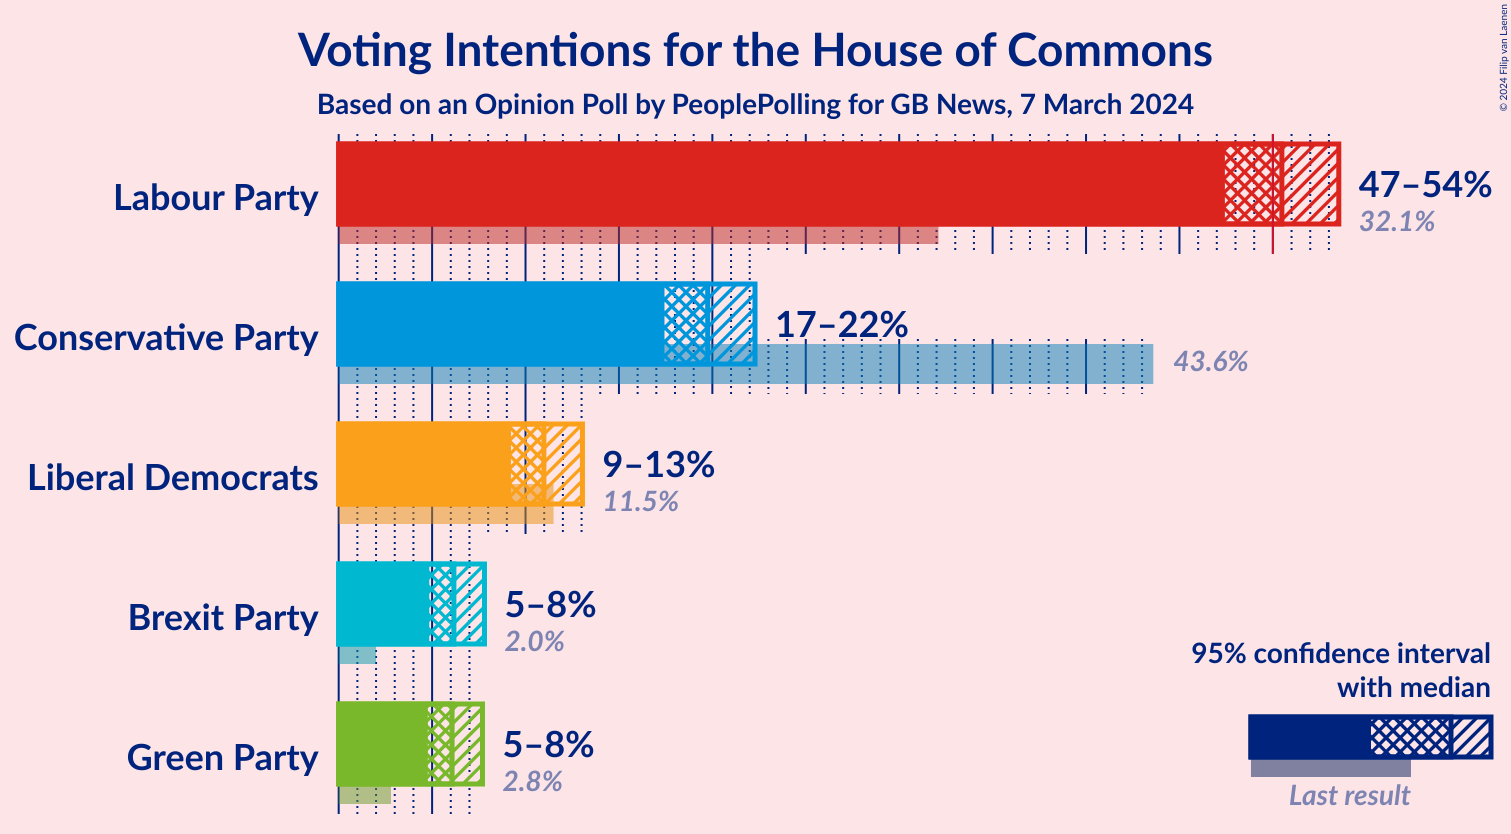 Voting Intentions for the House of Commons
Based on an Opinion Poll by PeoplePolling for GB News, 7 March 2024
© 2024 Filip van Laenen
Labour Party
47–54%
32.1%
Conservative Party
17–22%
43.6%
Liberal Democrats
9–13%
11.5%
Brexit Party
5–8%
2.0%
Green Party
5–8%
2.8%
95% confidence interval
with median
Last result